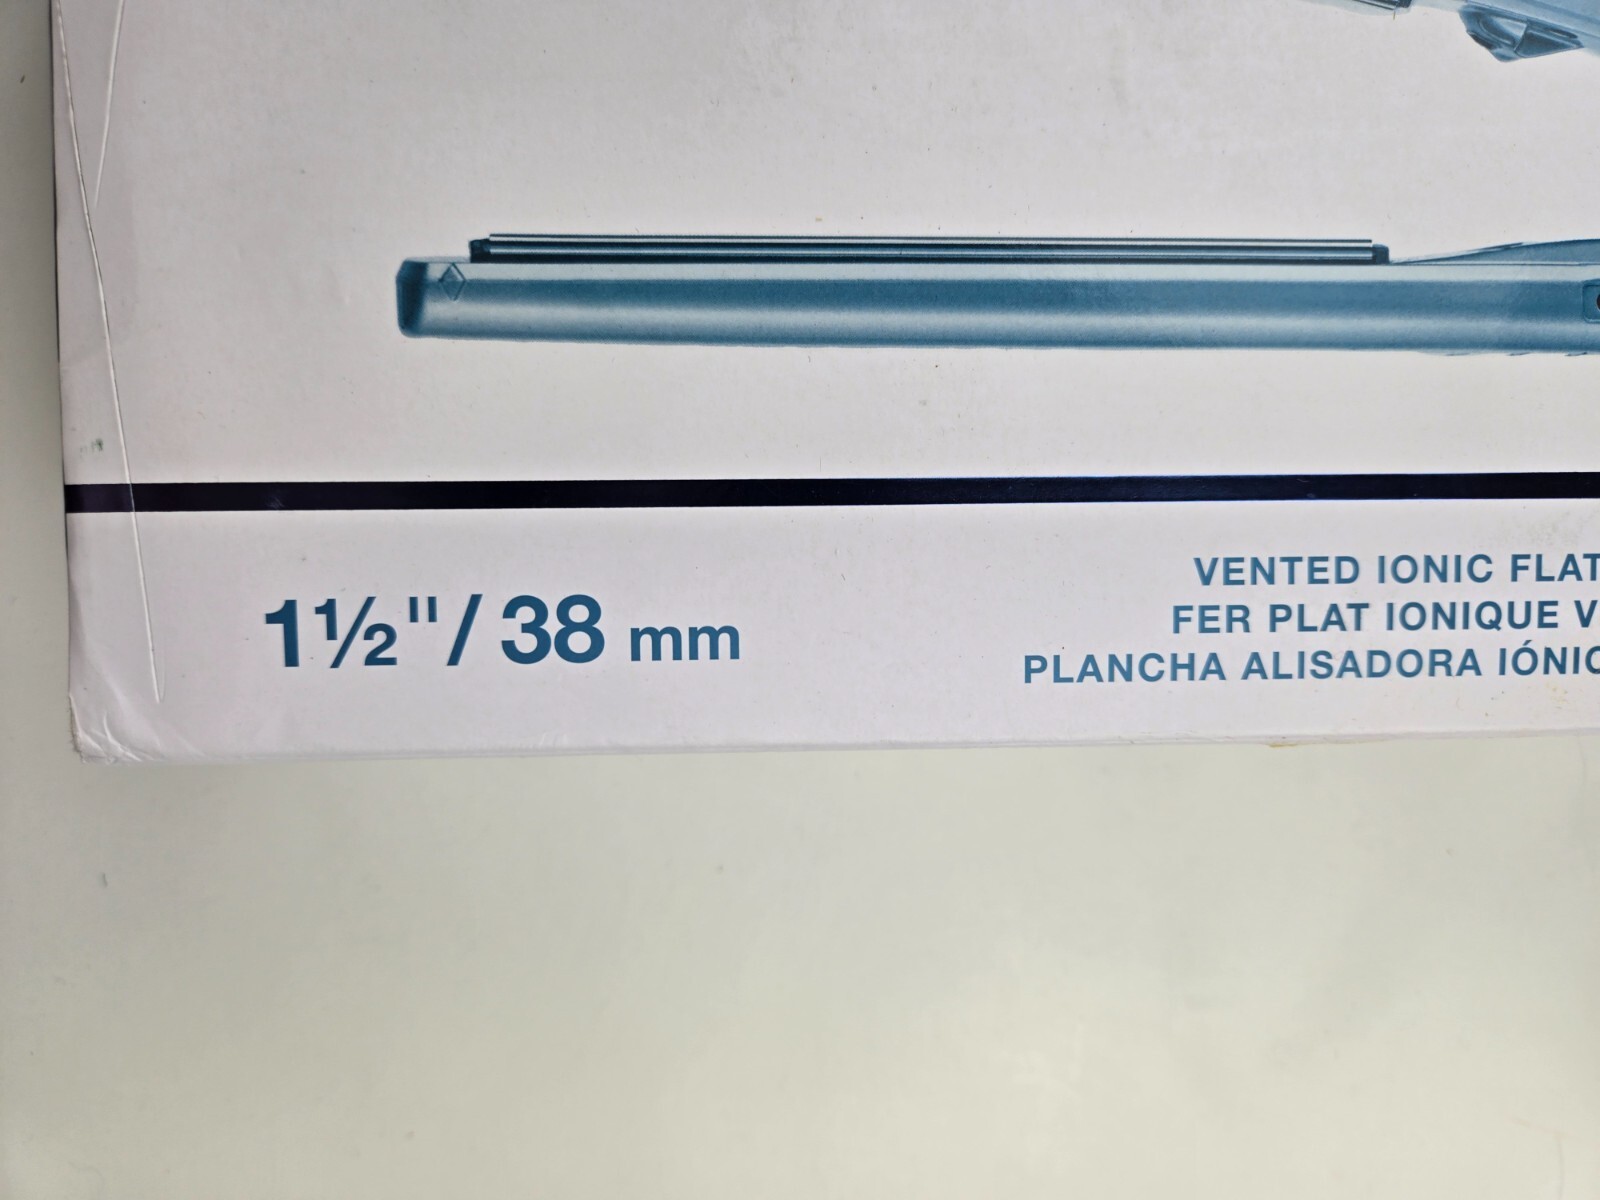 1½"/ 38 mm
VENTED IONIC FLAT
FER PLAT IONIQUE V
PLANCHA ALISADORA IÓNIC